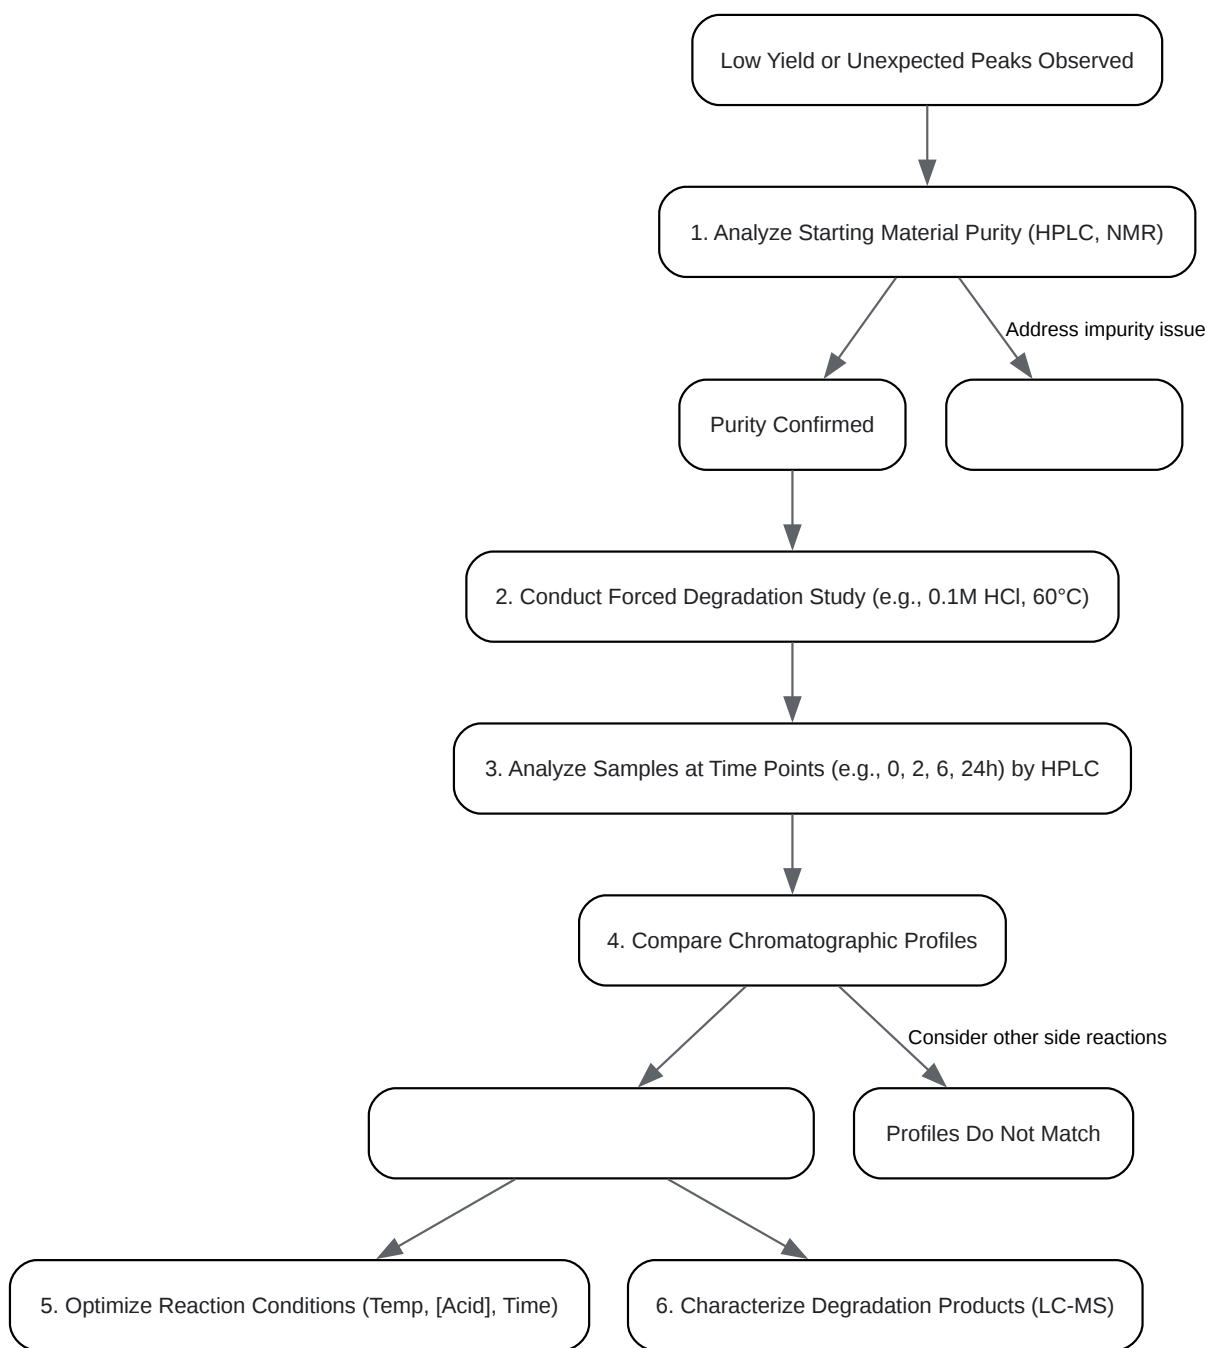 Low Yield or Unexpected Peaks Observed
1. Analyze Starting Material Purity (HPLC, NMR)
Address impurity issue
Purity Confirmed
2. Conduct Forced Degradation Study (e.g., 0.1M HCl, 60°C)
3. Analyze Samples at Time Points (e.g., 0, 2, 6, 24h) by HPLC
4. Compare Chromatographic Profiles
Consider other side reactions
Profiles Do Not Match
5. Optimize Reaction Conditions (Temp, [Acid], Time)
6. Characterize Degradation Products (LC-MS)